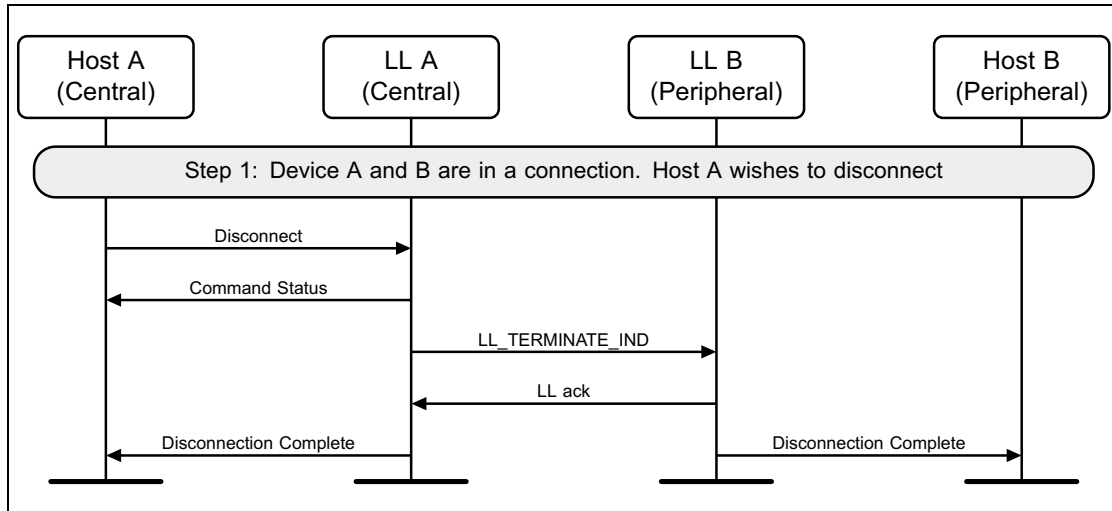 Host A
(Central)
LL A
(Central)
LL B
(Peripheral)
Host B
(Peripheral)
Step 1: Device A and B are in a connection. Host A wishes to disconnect
Disconnect
Command Status
LL_TERMINATE_IND
LL ack
Disconnection Complete
Disconnection Complete